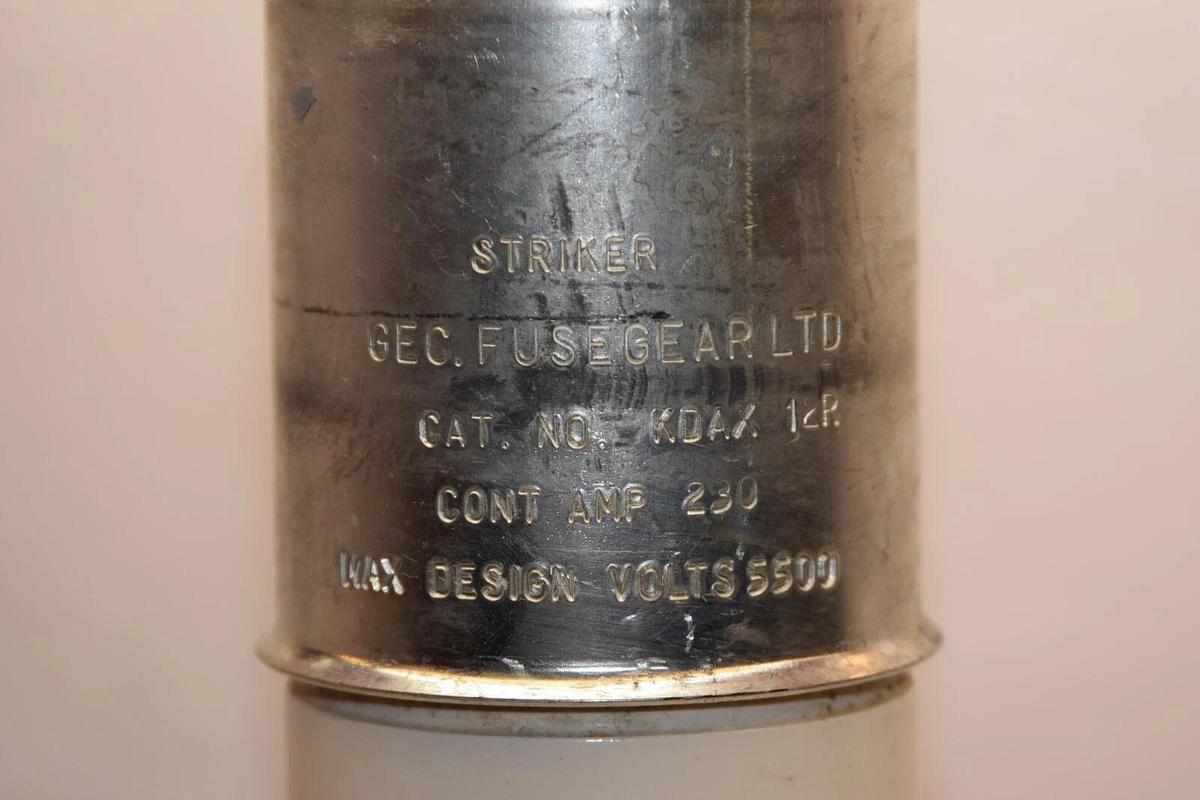 STRIKER
GEC. FUSEGEAR LTD
CAT. NO. KDAX 12R
CONT AMP 230
MAX DESIGN VOLTS 5500